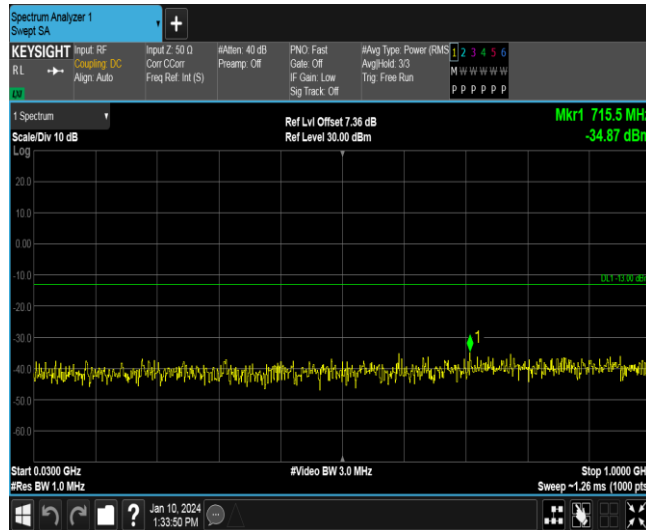 Spectrum Analyzer 1
Swept SA
KEYSIGHT Input: RF Input Z: 50 Ω #Atten: 40 dB PNO: Fast #Avg Type: Power (RMS 1 2 3 4 5 6
RL Coupling: DC Corr CCorr Preamp: Off Gate: Off Avg|Hold: 3/3 M W W W W W
Align: Auto Freq Ref: Int (S) IF Gain: Low Trig: Free Run
LXI Sig Track: Off P P P P P P
1 Spectrum Ref Lvl Offset 7.36 dB Mkr1 715.5 MHz
Scale/Div 10 dB Ref Level 30.00 dBm -34.87 dBm
Log
20.0
10.0
0.00
-10.0
DL1 -13.00 dB
-20.0
-30.0
1
-40.0
-50.0
-60.0
Start 0.0300 GHz #Video BW 3.0 MHz Stop 1.0000 GH
#Res BW 1.0 MHz Sweep ~1.26 ms (1000 pts
? Jan 10, 2024
1:33:50 PM